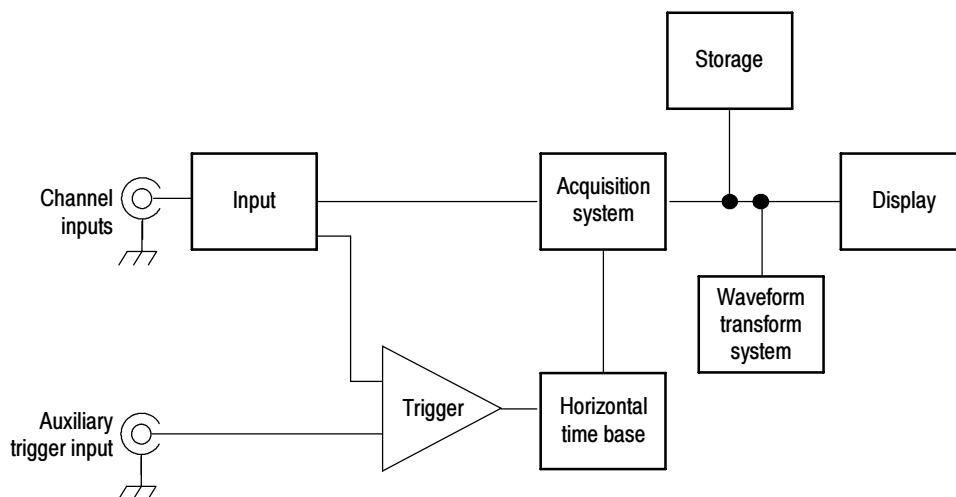 Storage
Channel
inputs
Input
Acquisition
system
Display
Waveform
transform
system
Auxiliary
trigger input
Trigger
Horizontal
time base